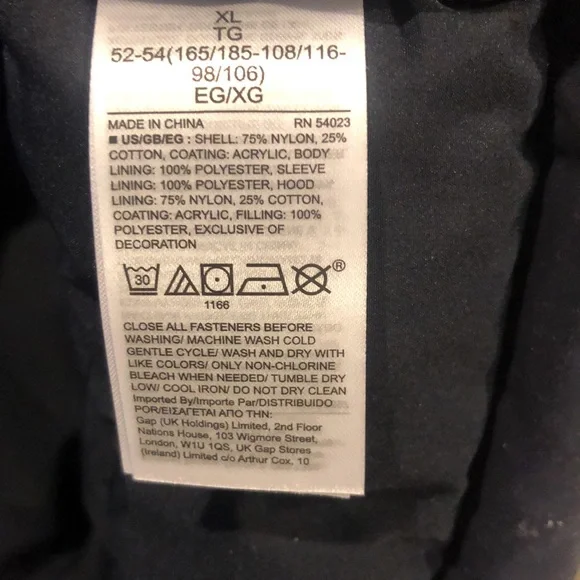 XL
TG
52-54(165/185-108/116-
98/106)
EG/XG
MADE IN CHINA RN 54023
■ US/GB/EG : SHELL: 75% NYLON, 25%
COTTON, COATING: ACRYLIC, BODY
LINING: 100% POLYESTER, SLEEVE
LINING: 100% POLYESTER, HOOD
LINING: 75% NYLON, 25% COTTON,
COATING: ACRYLIC, FILLING: 100%
POLYESTER, EXCLUSIVE OF
DECORATION
30
®
1166
CLOSE ALL FASTENERS BEFORE
WASHING/ MACHINE WASH COLD
GENTLE CYCLE/ WASH AND DRY WITH
LIKE COLORS/ ONLY NON-CHLORINE
BLEACH WHEN NEEDED/ TUMBLE DRY
LOW/ COOL IRON/ DO NOT DRY CLEAN
Imported By/Importe Par/DISTRIBUIDO
POR/ΕΙΣΑΓΕΤΑΙ ΑΠΟ ΤΗΝ:
Gap (UK Holdings) Limited, 2nd Floor
Nations House, 103 Wigmore Street,
London, W1U 1QS, UK Gap Stores
(Ireland) Limited c/o Arthur Cox, 10